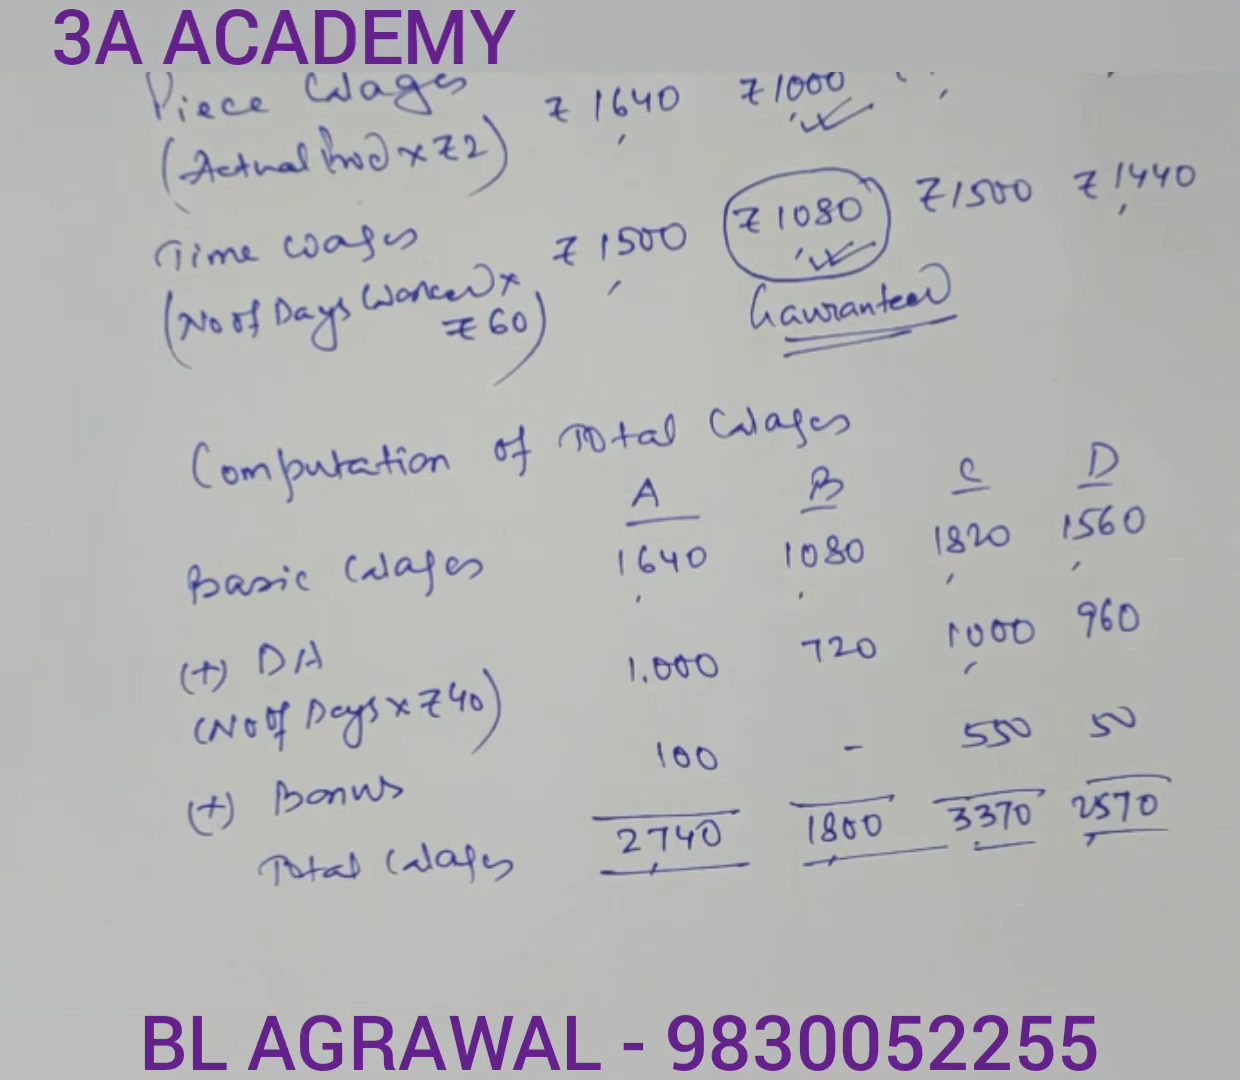 3A ACADEMY
Piece Wages ₹1640 ₹1000
(Actual Prod × ₹2)
Time Wages ₹1500 ₹1080 ₹1500 ₹1440
(No of Days Worked × ₹60)
Gauranteed
Computation of Total Wages
A B C D
Basic Wages 1640 1080 1820 1560
(+) DA 1,000 720 1000 960
(No of Days × ₹40)
(+) Bonus 100 - 550 50
Total Wages 2740 1800 3370 2570
BL AGRAWAL - 9830052255